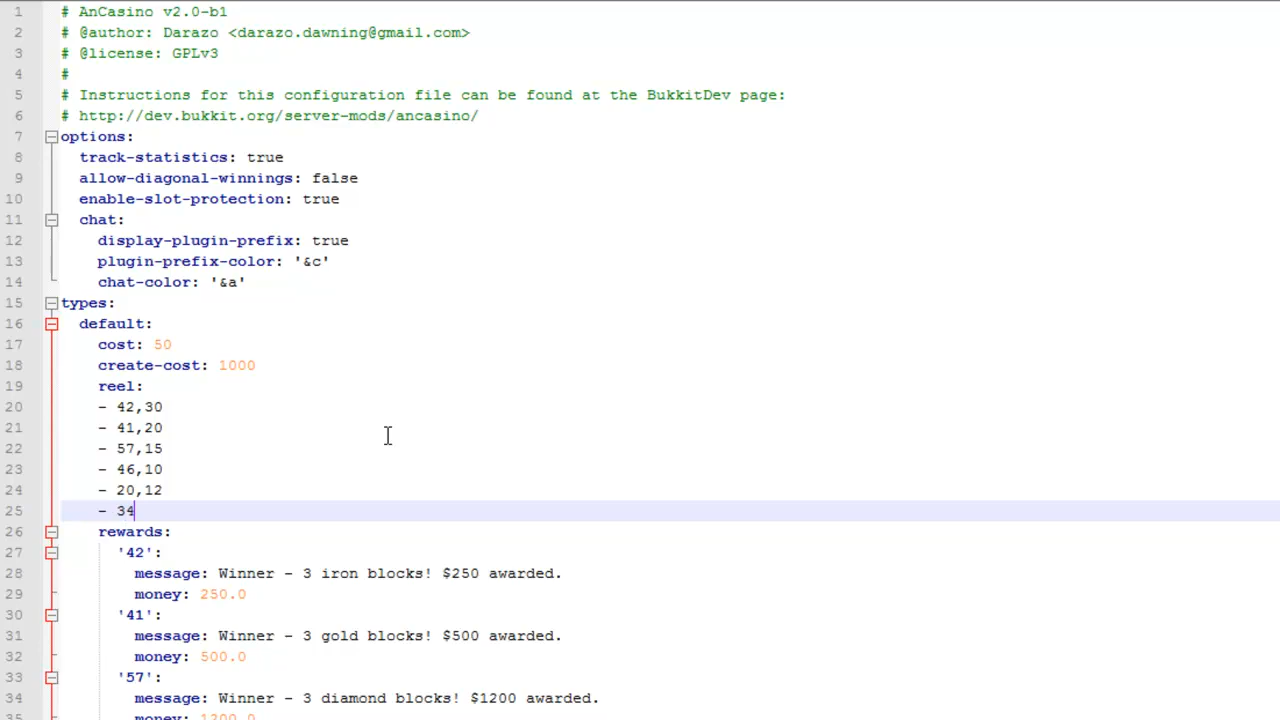 1 # AnCasino v2.0-b1
2 # @author: Darazo <darazo.dawning@gmail.com>
3 # @license: GPLv3
4 #
5 # Instructions for this configuration file can be found at the BukkitDev page:
6 # http://dev.bukkit.org/server-mods/ancasino/
7 options:
8 track-statistics: true
9 allow-diagonal-winnings: false
10 enable-slot-protection: true
11 chat:
12 display-plugin-prefix: true
13 plugin-prefix-color: '&c'
14 chat-color: '&a'
15 types:
16 default:
17 cost: 50
18 create-cost: 1000
19 reel:
20 - 42,30
21 - 41,20
22 - 57,15
23 - 46,10
24 - 20,12
25 - 34
26 rewards:
27 '42':
28 message: Winner - 3 iron blocks! $250 awarded.
29 money: 250.0
30 '41':
31 message: Winner - 3 gold blocks! $500 awarded.
32 money: 500.0
33 '57':
34 message: Winner - 3 diamond blocks! $1200 awarded.
35 money: 1200.0